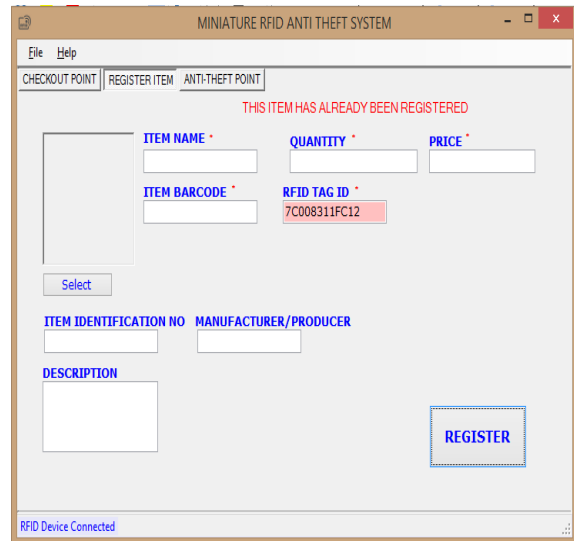 MINIATURE RFID ANTI THEFT SYSTEM
File Help
CHECKOUT POINT REGISTER ITEM ANTI-THEFT POINT
THIS ITEM HAS ALREADY BEEN REGISTERED
ITEM NAME * QUANTITY * PRICE *
ITEM BARCODE * RFID TAG ID *
7C008311FC12
Select
ITEM IDENTIFICATION NO MANUFACTURER/PRODUCER
DESCRIPTION
REGISTER
RFID Device Connected